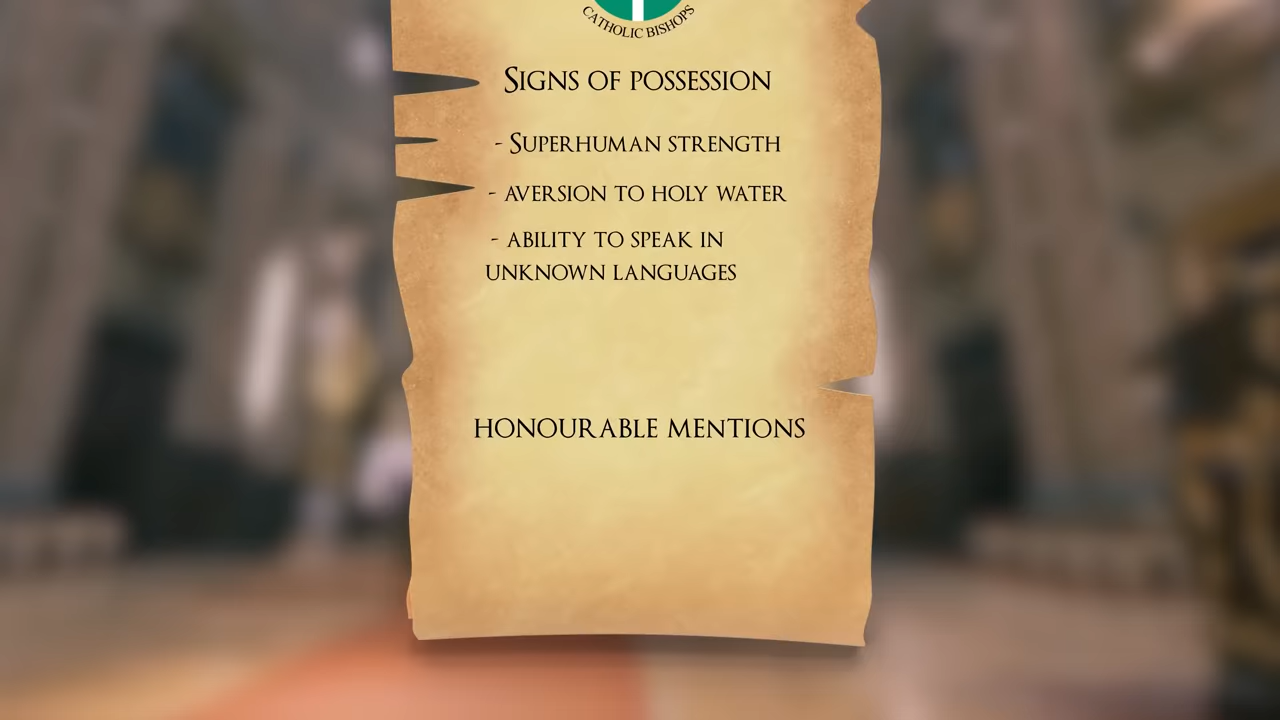 CATHOLIC BISHOPS
SIGNS OF POSSESSION
- SUPERHUMAN STRENGTH
- AVERSION TO HOLY WATER
- ABILITY TO SPEAK IN
UNKNOWN LANGUAGES
HONOURABLE MENTIONS